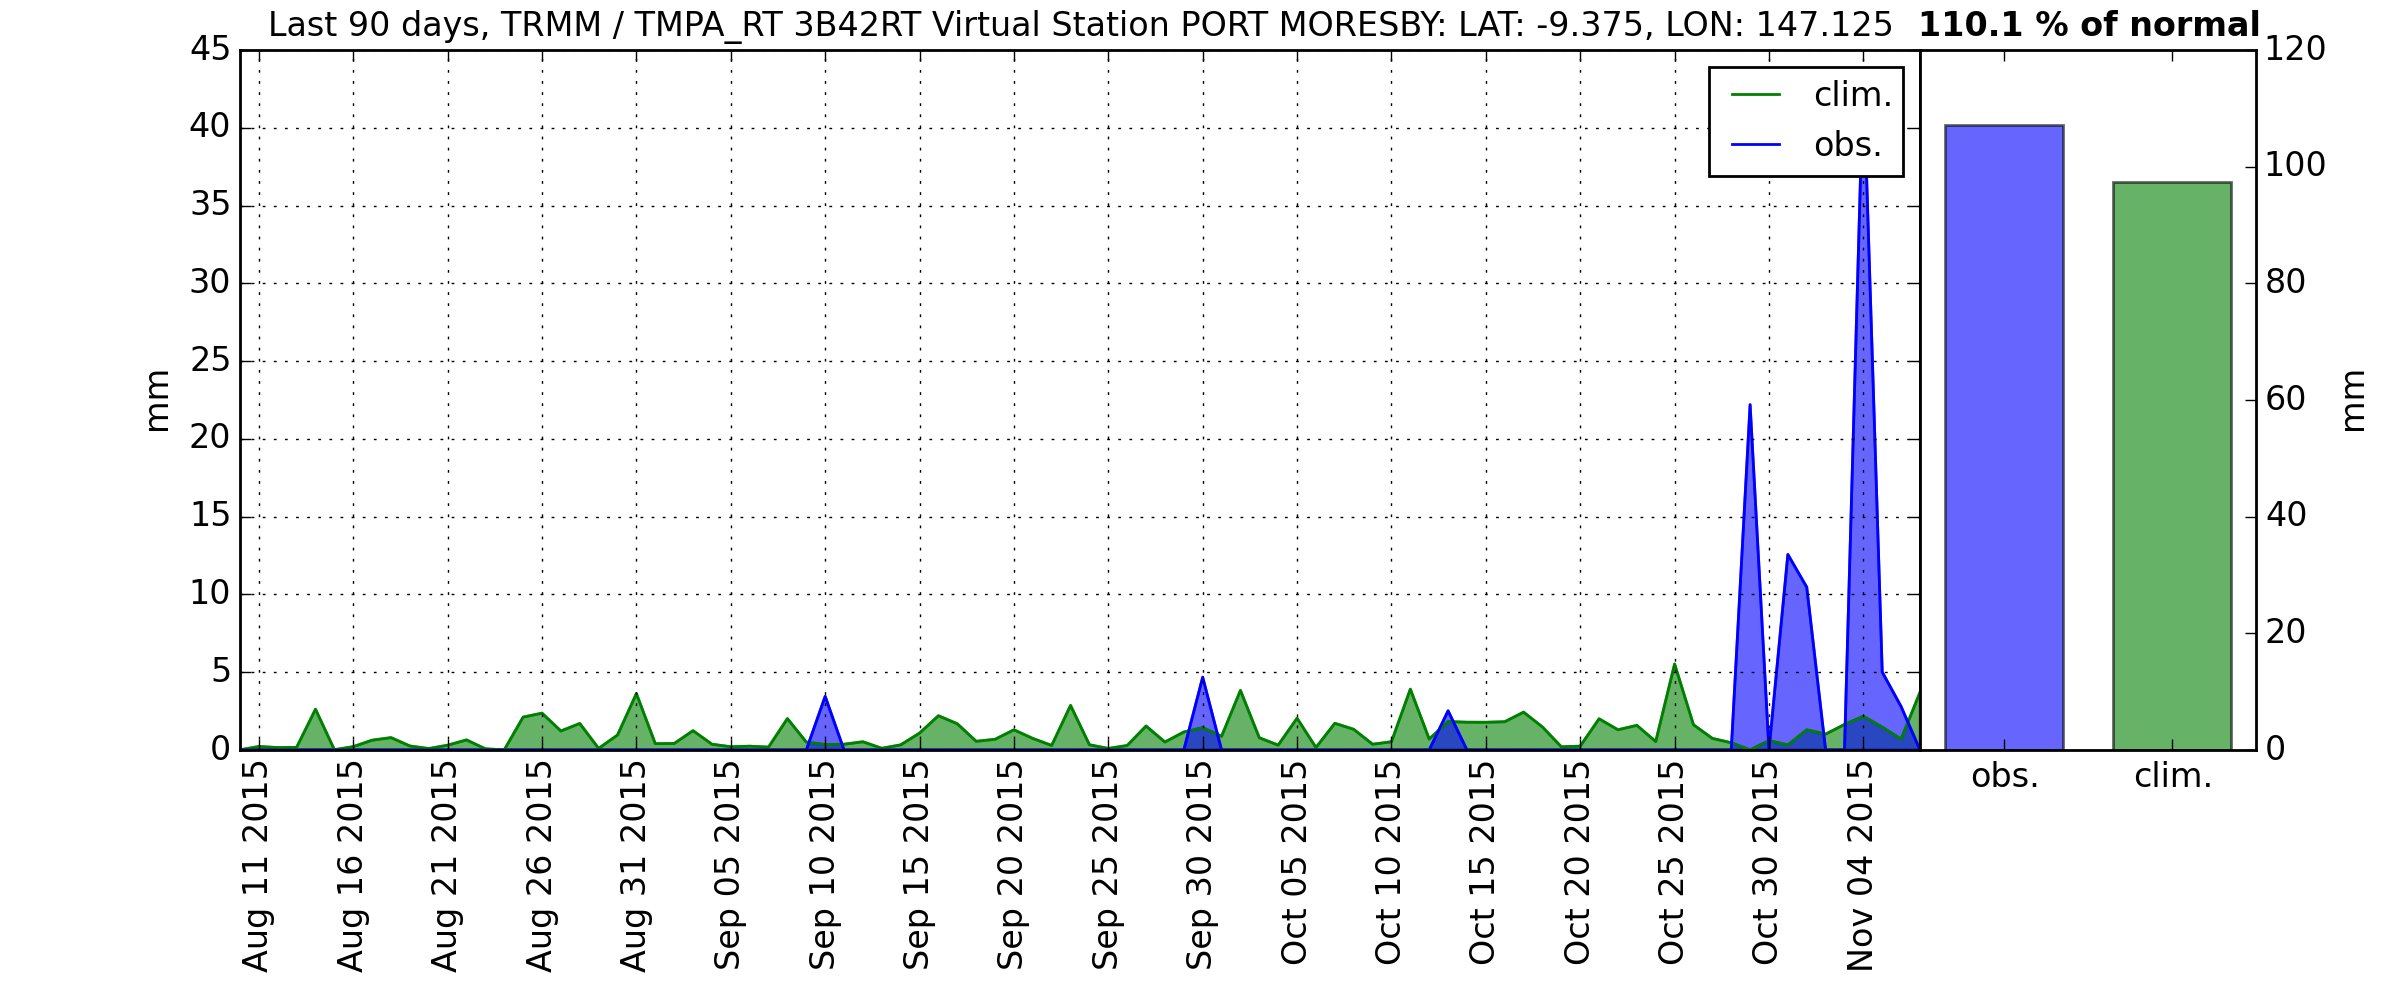 Last 90 days, TRMM / TMPA_RT 3B42RT Virtual Station PORT MORESBY: LAT: -9.375, LON: 147.125 110.1 % of normal
45
40
35
30
25
20
15
10
5
0
mm
clim.
obs.
120
100
80
60
40
20
0
mm
Aug 11 2015
Aug 16 2015
Aug 21 2015
Aug 26 2015
Aug 31 2015
Sep 05 2015
Sep 10 2015
Sep 15 2015
Sep 20 2015
Sep 25 2015
Sep 30 2015
Oct 05 2015
Oct 10 2015
Oct 15 2015
Oct 20 2015
Oct 25 2015
Oct 30 2015
Nov 04 2015
obs.
clim.